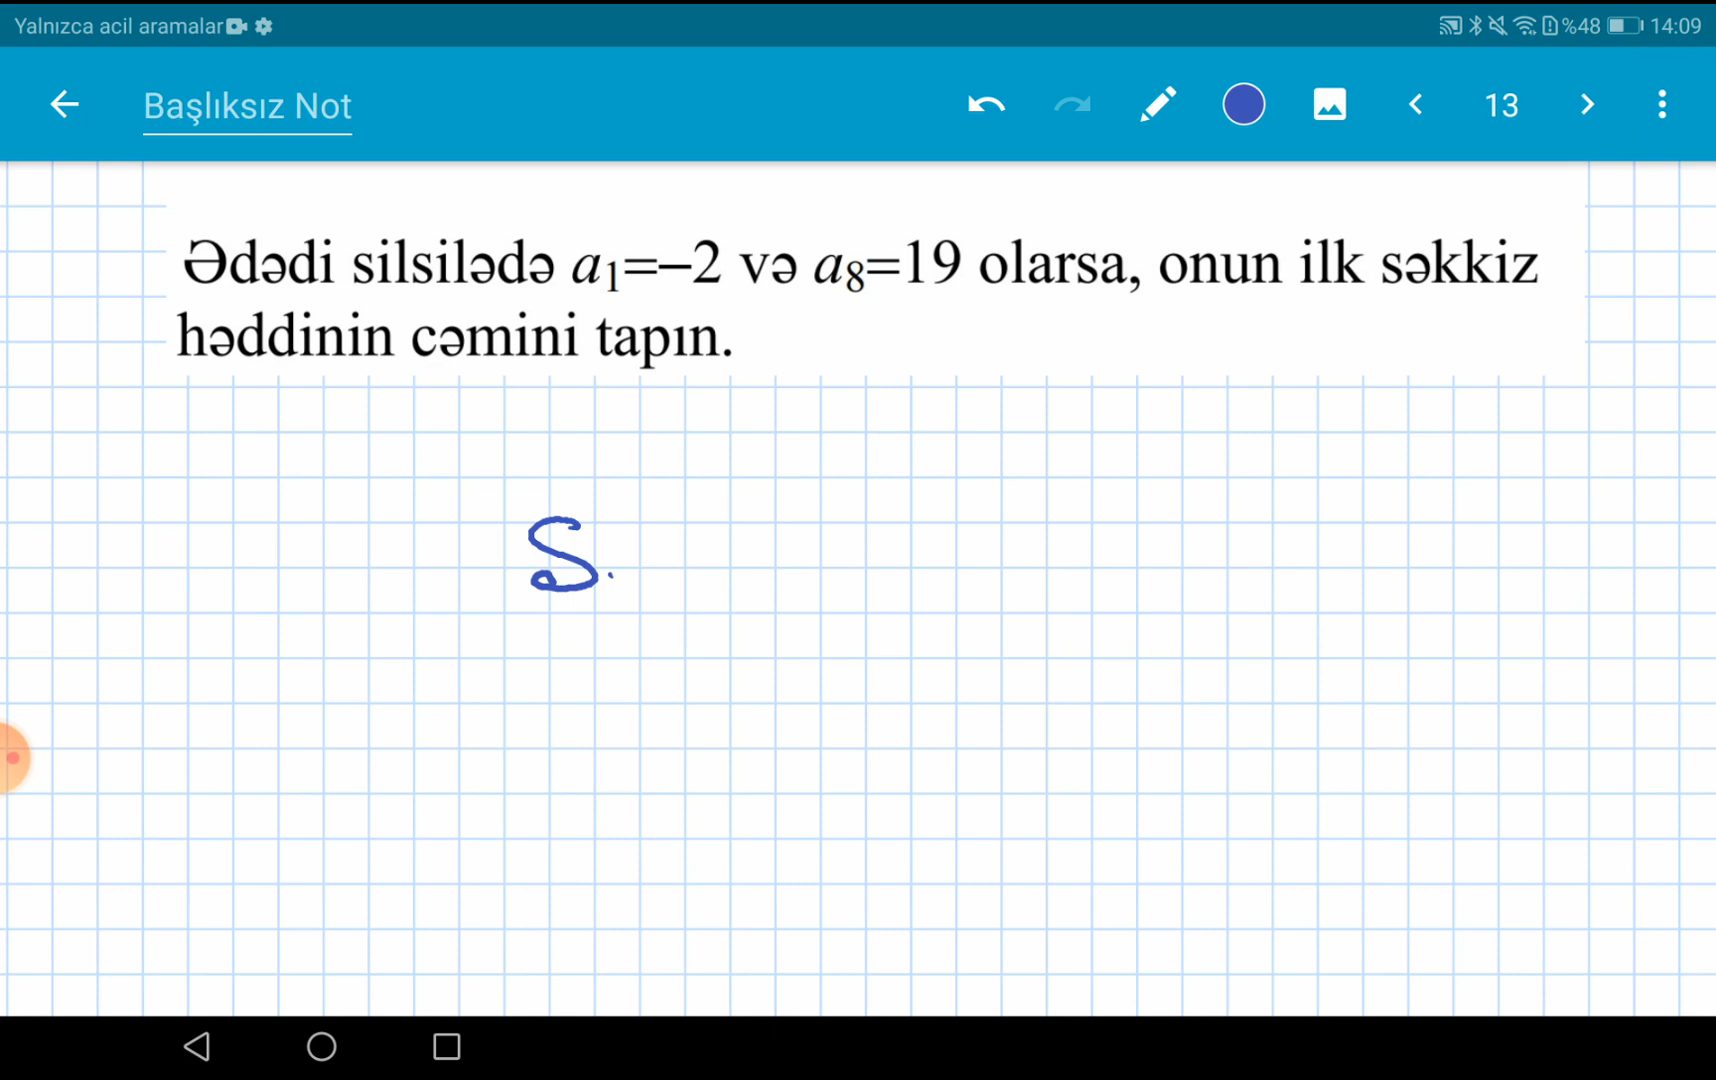 Yalnızca acil aramalar %48 14:09
Başlıksız Not 13
Ədədi silsilədə a₁=–2 və a₈=19 olarsa, onun ilk səkkiz
həddinin cəmini tapın.
S.